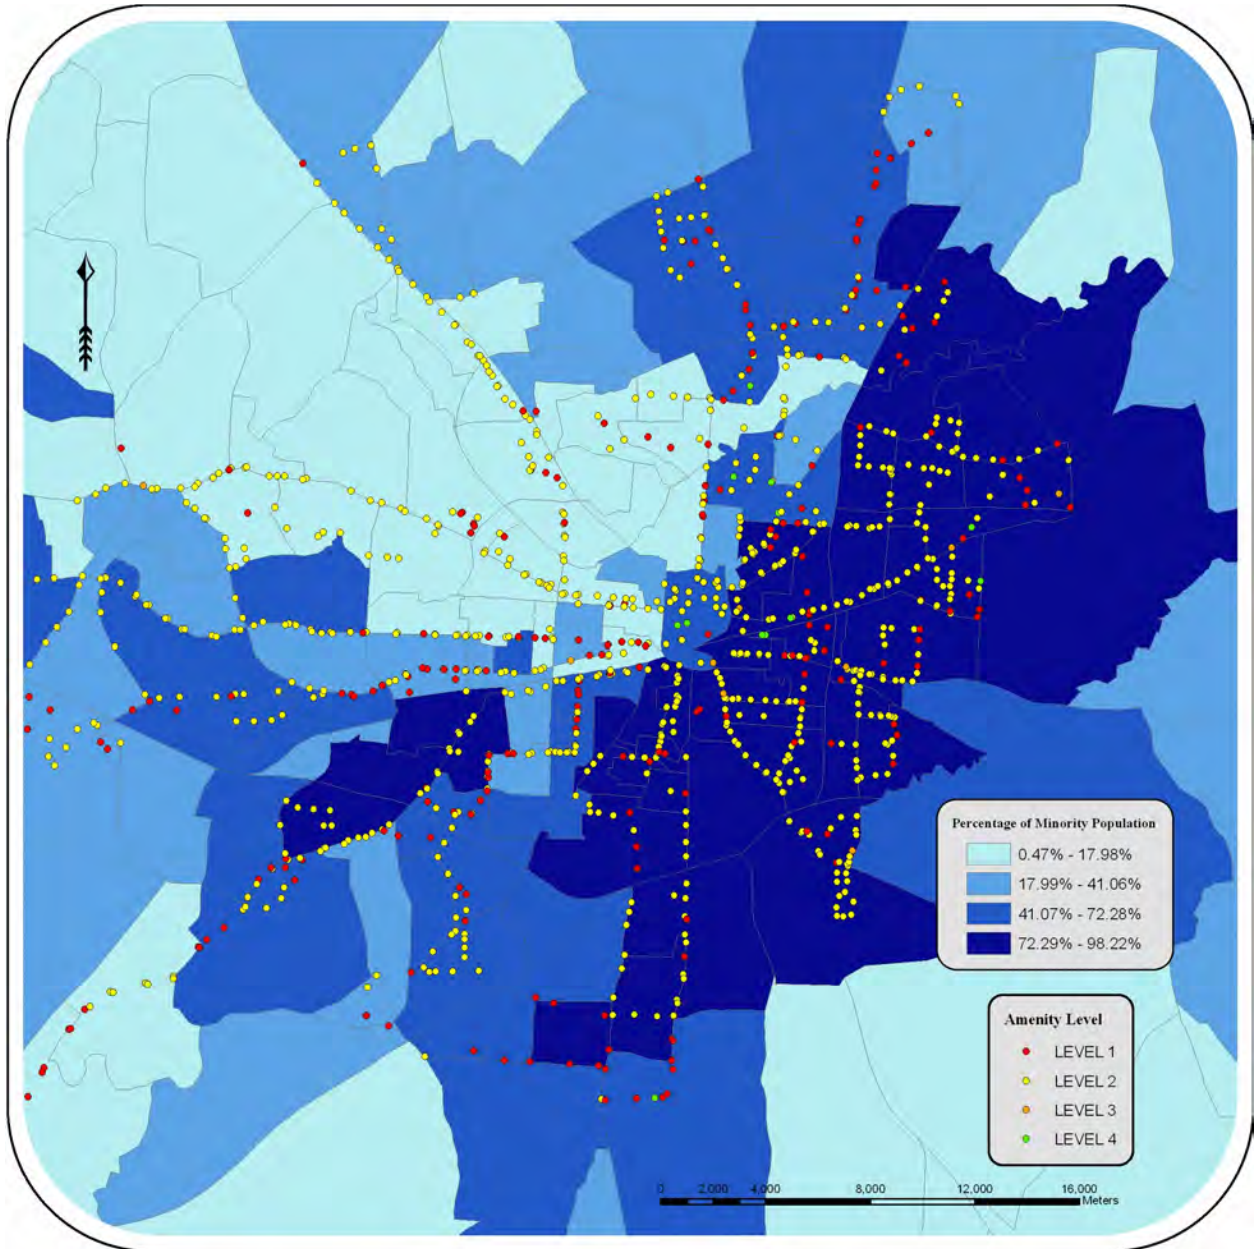 Percentage of Minority Population
0.47% - 17.98%
17.99% - 41.06%
41.07% - 72.28%
72.29% - 98.22%
Amenity Level
LEVEL 1
LEVEL 2
LEVEL 3
LEVEL 4
0 2,000 4,000 8,000 12,000 16,000
Meters